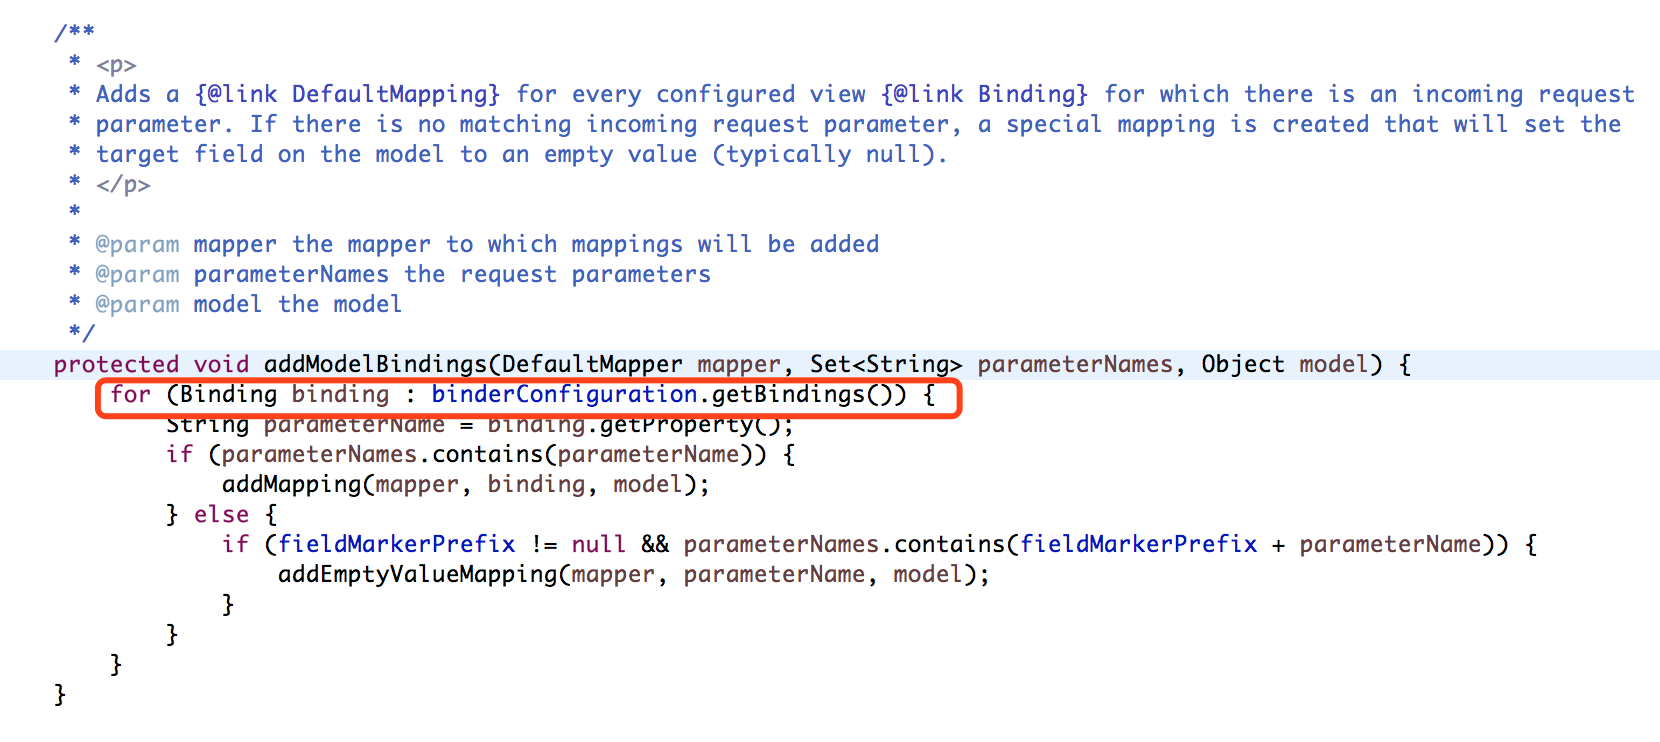 /**
 * <p>
 * Adds a {@link DefaultMapping} for every configured view {@link Binding} for which there is an incoming request
 * parameter. If there is no matching incoming request parameter, a special mapping is created that will set the
 * target field on the model to an empty value (typically null).
 * </p>
 *
 * @param mapper the mapper to which mappings will be added
 * @param parameterNames the request parameters
 * @param model the model
 */
protected void addModelBindings(DefaultMapper mapper, Set<String> parameterNames, Object model) {
    for (Binding binding : binderConfiguration.getBindings()) {
        String parameterName = binding.getProperty();
        if (parameterNames.contains(parameterName)) {
            addMapping(mapper, binding, model);
        } else {
            if (fieldMarkerPrefix != null && parameterNames.contains(fieldMarkerPrefix + parameterName)) {
                addEmptyValueMapping(mapper, parameterName, model);
            }
        }
    }
}